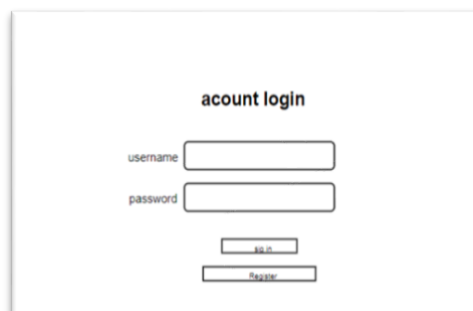 acount login
username
password
sig in
Register